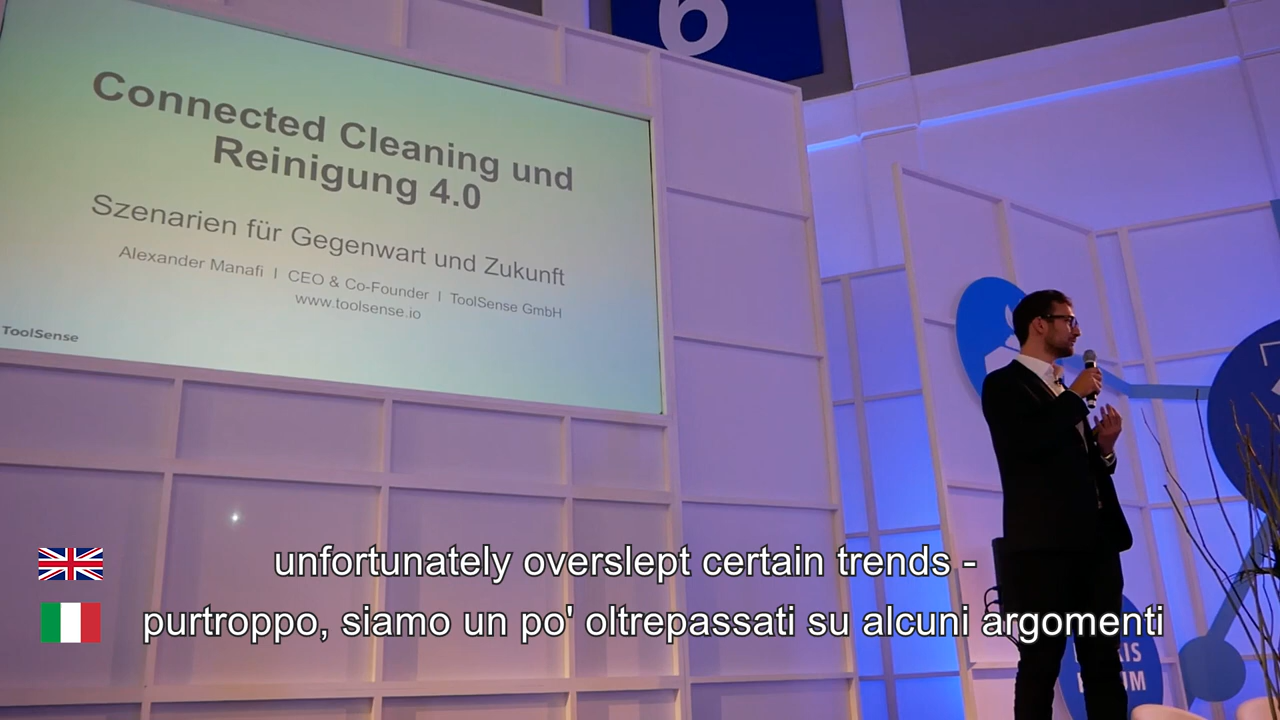 6
Connected Cleaning und
Reinigung 4.0
Szenarien für Gegenwart und Zukunft
Alexander Manafi | CEO & Co-Founder | ToolSense GmbH
www.toolsense.io
ToolSense
unfortunately overslept certain trends -
purtroppo, siamo un po' oltrepassati su alcuni argomenti